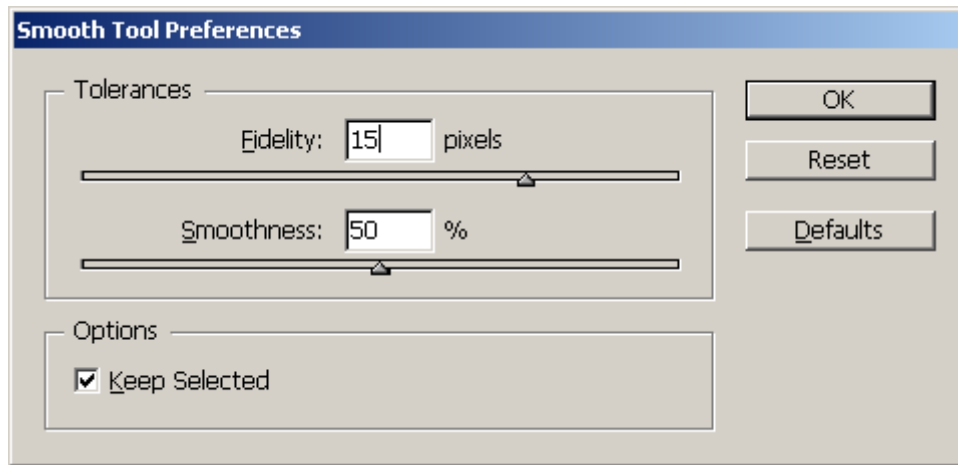 Smooth Tool Preferences
Tolerances
Fidelity: 15 pixels
Smoothness: 50 %
Options
Keep Selected
OK
Reset
Defaults